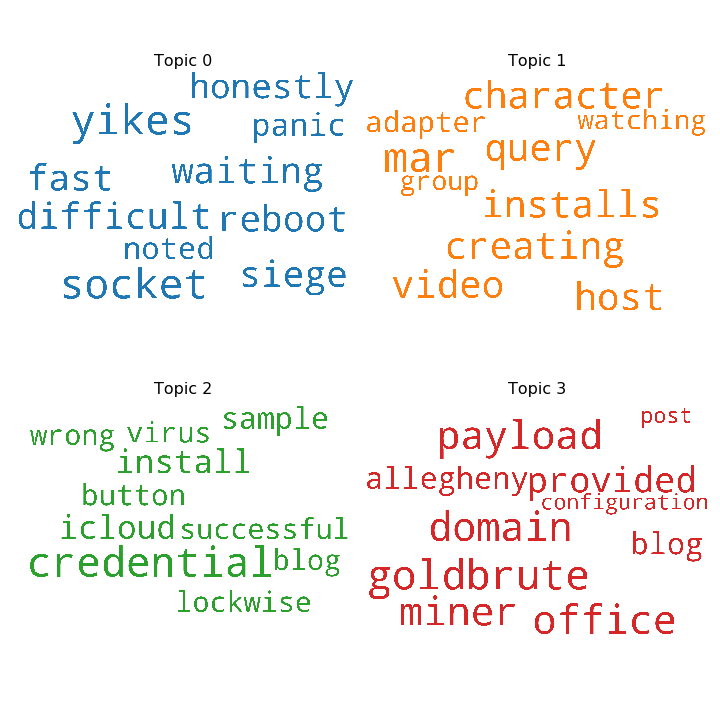 Topic 0
honestly
yikes
panic
waiting
fast
difficult reboot
noted
siege
socket
Topic 1
character
adapter watching
query
mar
group
installs
creating
video
host
Topic 2
sample
wrong virus
install
button
icloud successful
credential blog
lockwise
Topic 3
post
payload
allegheny provided
configuration
domain
blog
goldbrute
miner office